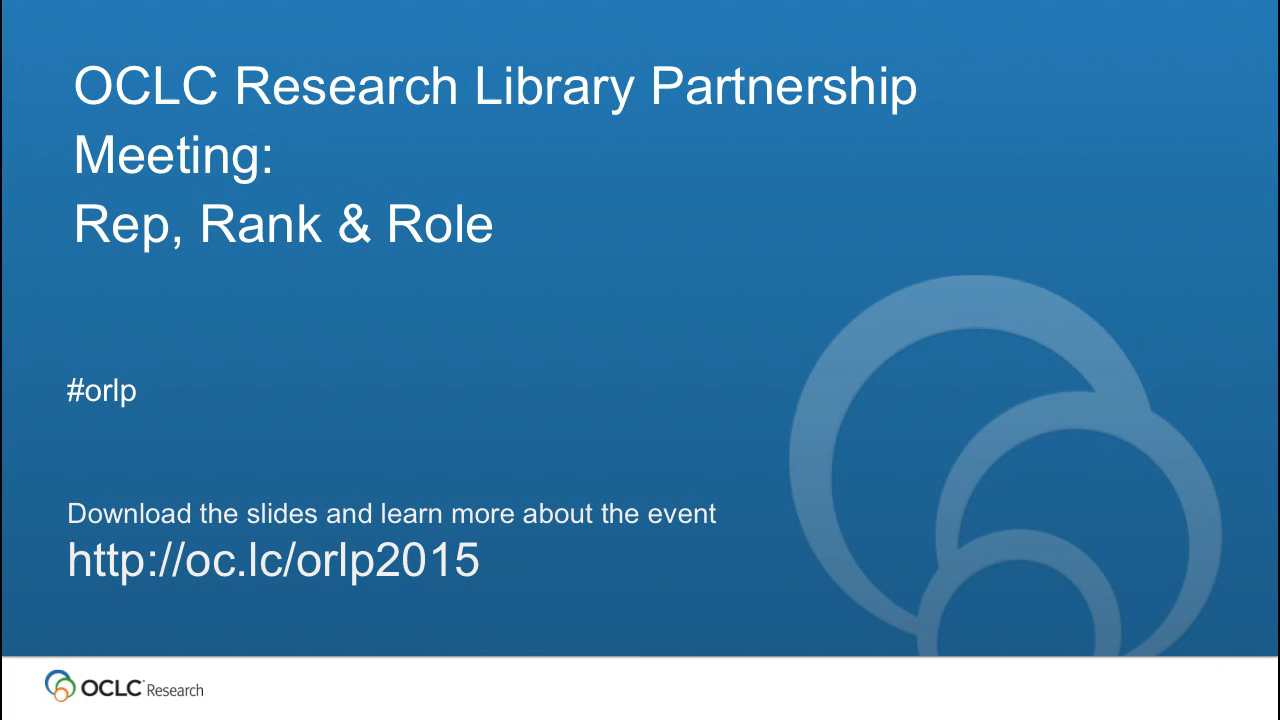 OCLC Research Library Partnership
Meeting:
Rep, Rank & Role
#orlp
Download the slides and learn more about the event
http://oc.lc/orlp2015
OCLC Research